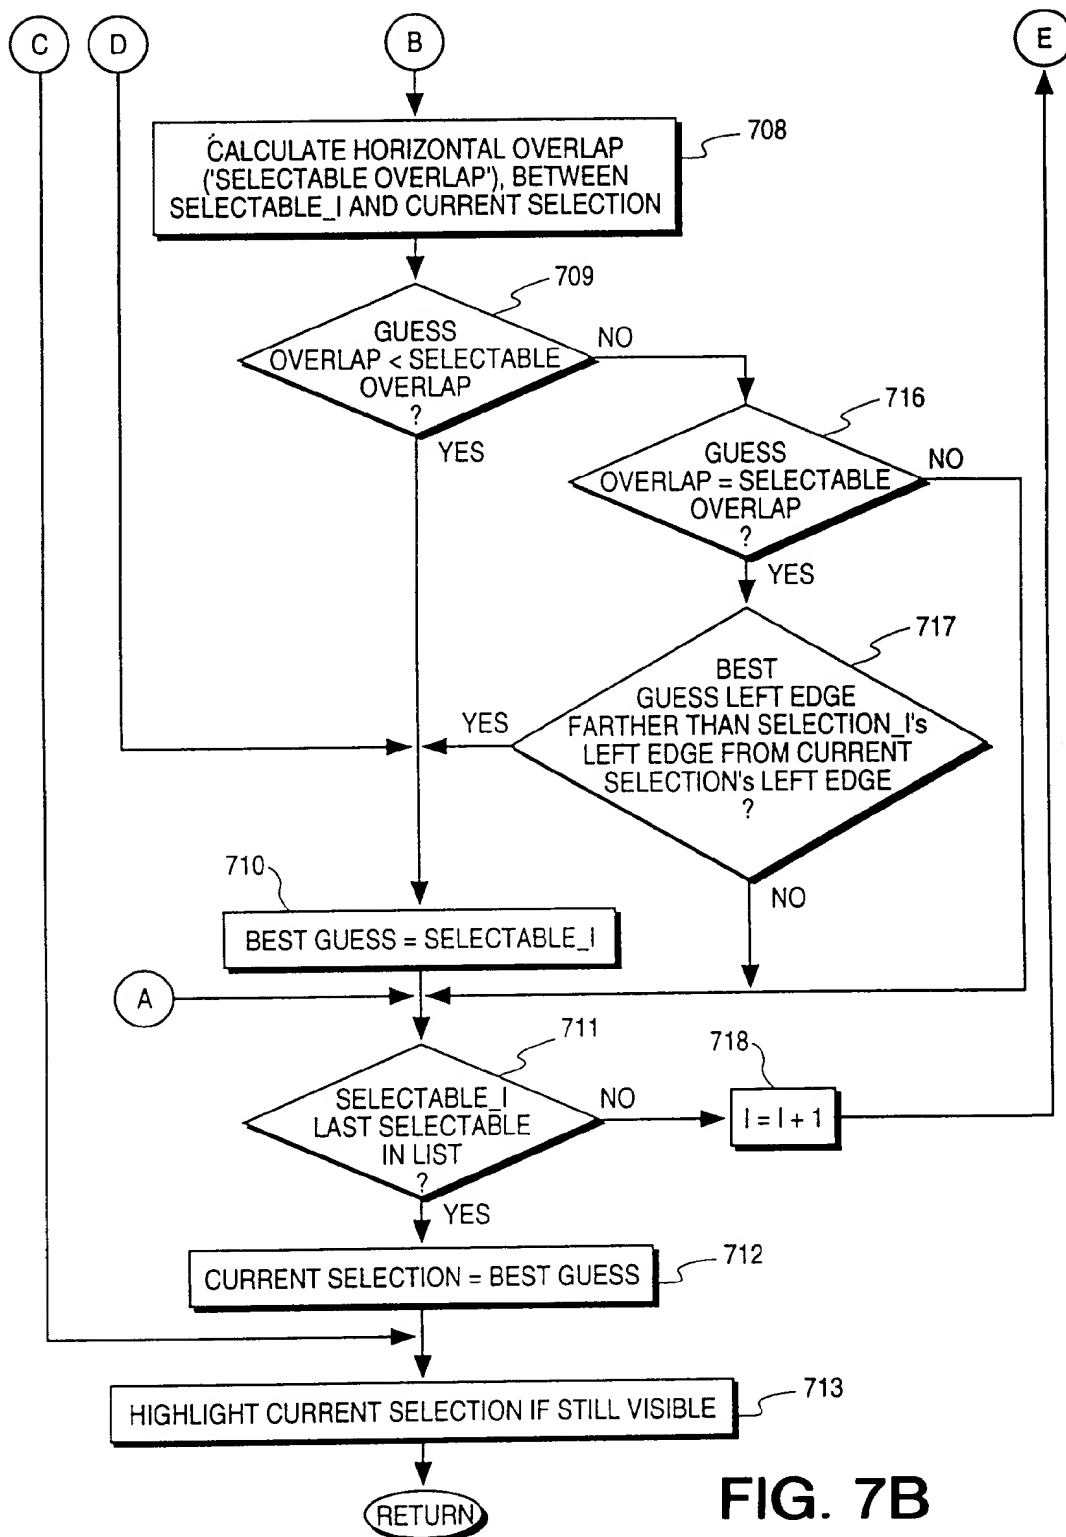 C
D
B
E
708
CALCULATE HORIZONTAL OVERLAP
('SELECTABLE OVERLAP'), BETWEEN
SELECTABLE_I AND CURRENT SELECTION
709
GUESS
OVERLAP < SELECTABLE
OVERLAP
?
NO
YES
716
GUESS
OVERLAP = SELECTABLE
OVERLAP
?
NO
YES
717
BEST
GUESS LEFT EDGE
FARTHER THAN SELECTION_I's
LEFT EDGE FROM CURRENT
SELECTION's LEFT EDGE
?
YES
NO
710
BEST GUESS = SELECTABLE_I
A
711
SELECTABLE_I
LAST SELECTABLE
IN LIST
?
NO
YES
718
I = I + 1
712
CURRENT SELECTION = BEST GUESS
713
HIGHLIGHT CURRENT SELECTION IF STILL VISIBLE
RETURN
FIG. 7B